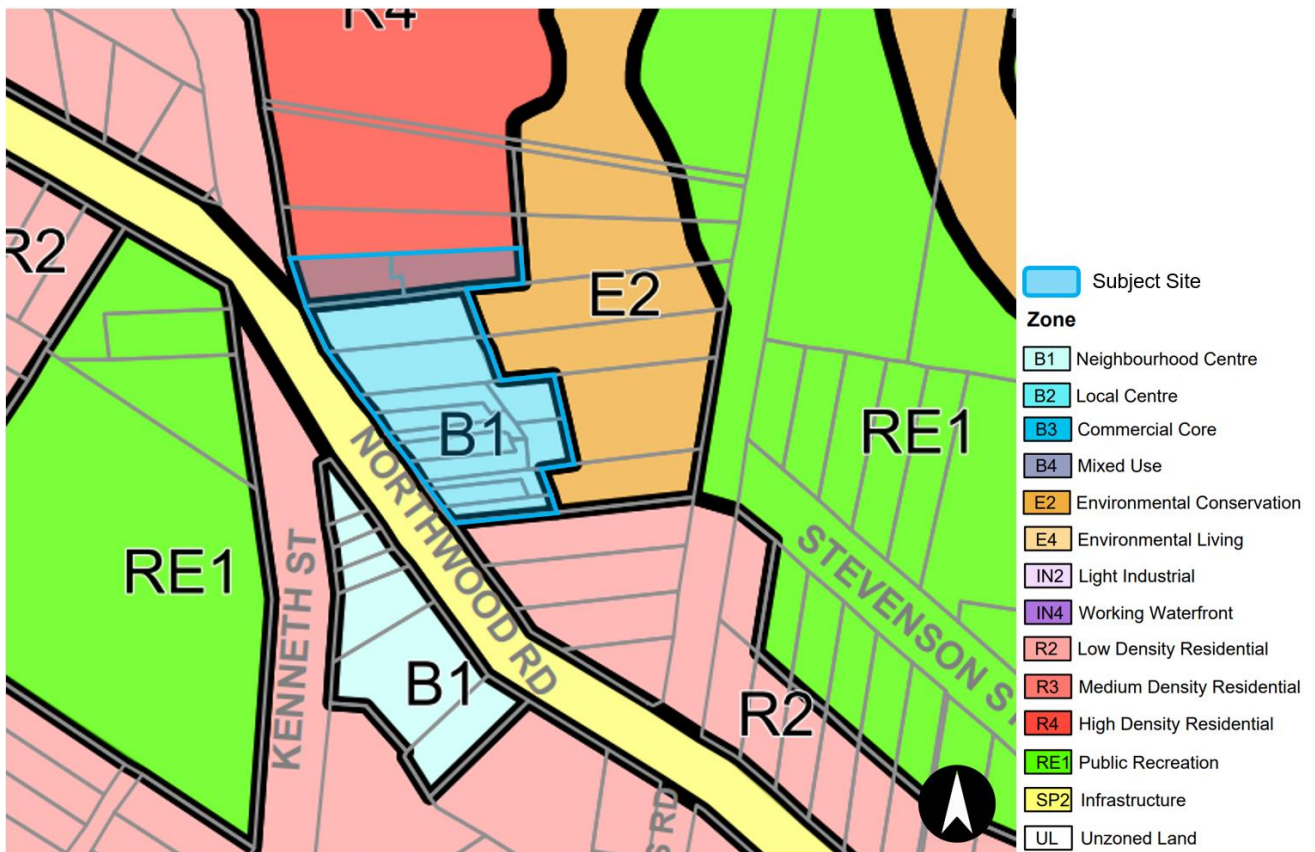 R4
R2
E2
B1
RE1
NORTHWOOD RD
RE1
KENNETH ST
STEVENSON ST
B1
R2
S RD
Subject Site
Zone
B1 Neighbourhood Centre
B2 Local Centre
B3 Commercial Core
B4 Mixed Use
E2 Environmental Conservation
E4 Environmental Living
IN2 Light Industrial
IN4 Working Waterfront
R2 Low Density Residential
R3 Medium Density Residential
R4 High Density Residential
RE1 Public Recreation
SP2 Infrastructure
UL Unzoned Land